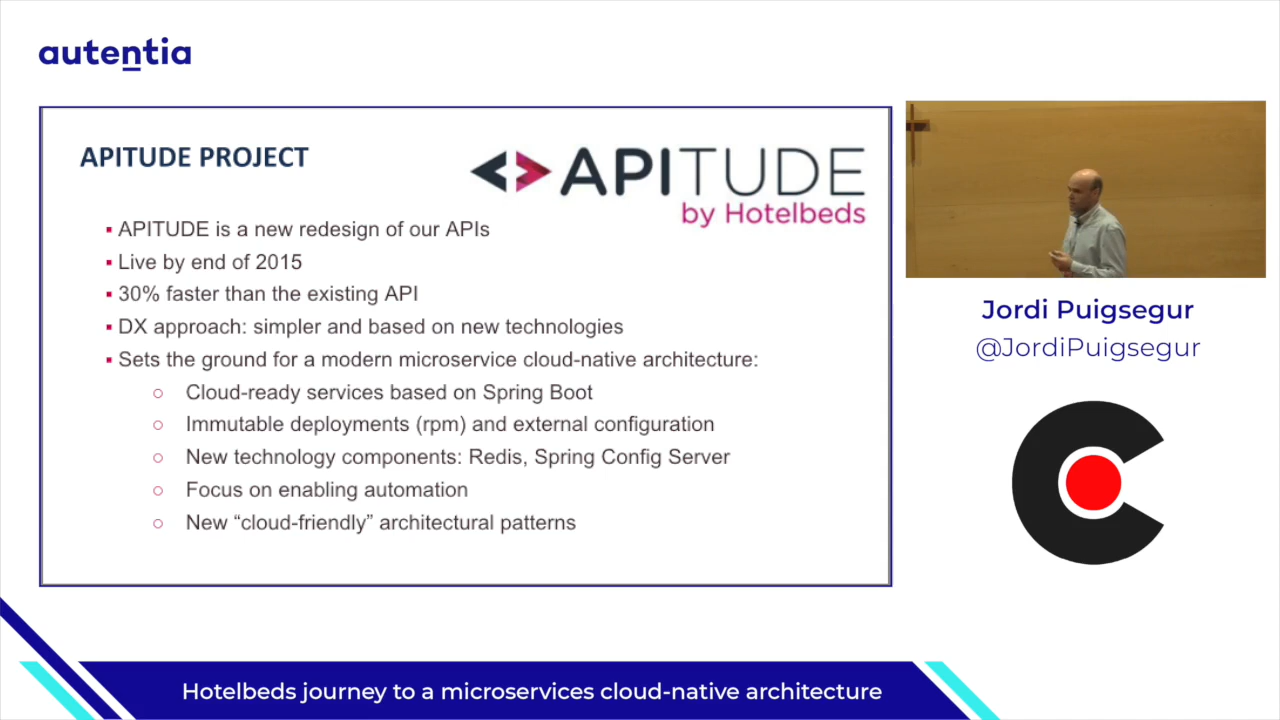 autentia
APITUDE PROJECT
APITUDE
by Hotelbeds
▪ APITUDE is a new redesign of our APIs
▪ Live by end of 2015
▪ 30% faster than the existing API
▪ DX approach: simpler and based on new technologies
▪ Sets the ground for a modern microservice cloud-native architecture:
○ Cloud-ready services based on Spring Boot
○ Immutable deployments (rpm) and external configuration
○ New technology components: Redis, Spring Config Server
○ Focus on enabling automation
○ New “cloud-friendly” architectural patterns
Jordi Puigsegur
@JordiPuigsegur
Hotelbeds journey to a microservices cloud-native architecture